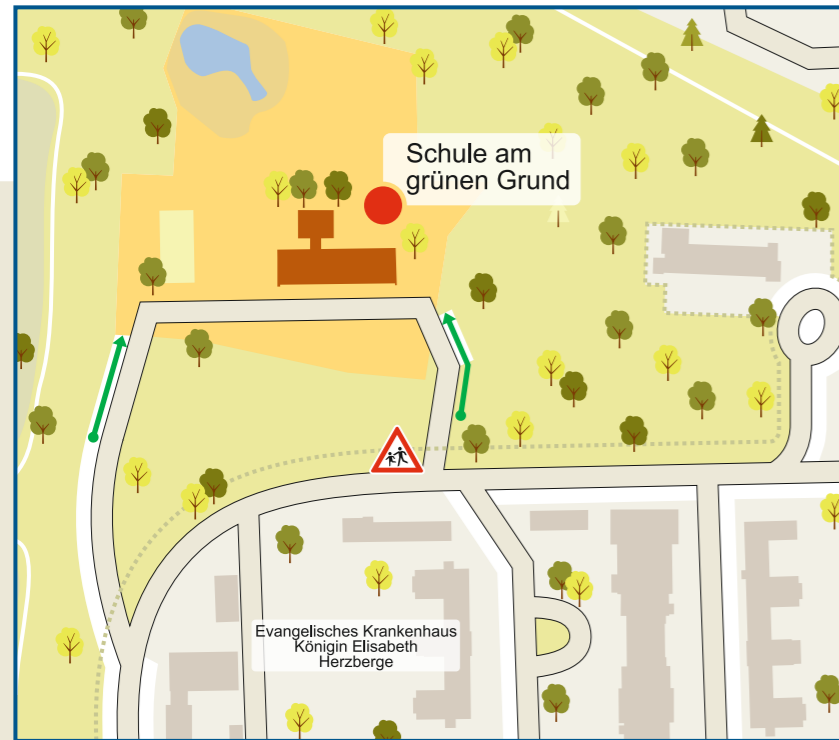 Schule am
grünen Grund
Evangelisches Krankenhaus
Königin Elisabeth
Herzberge